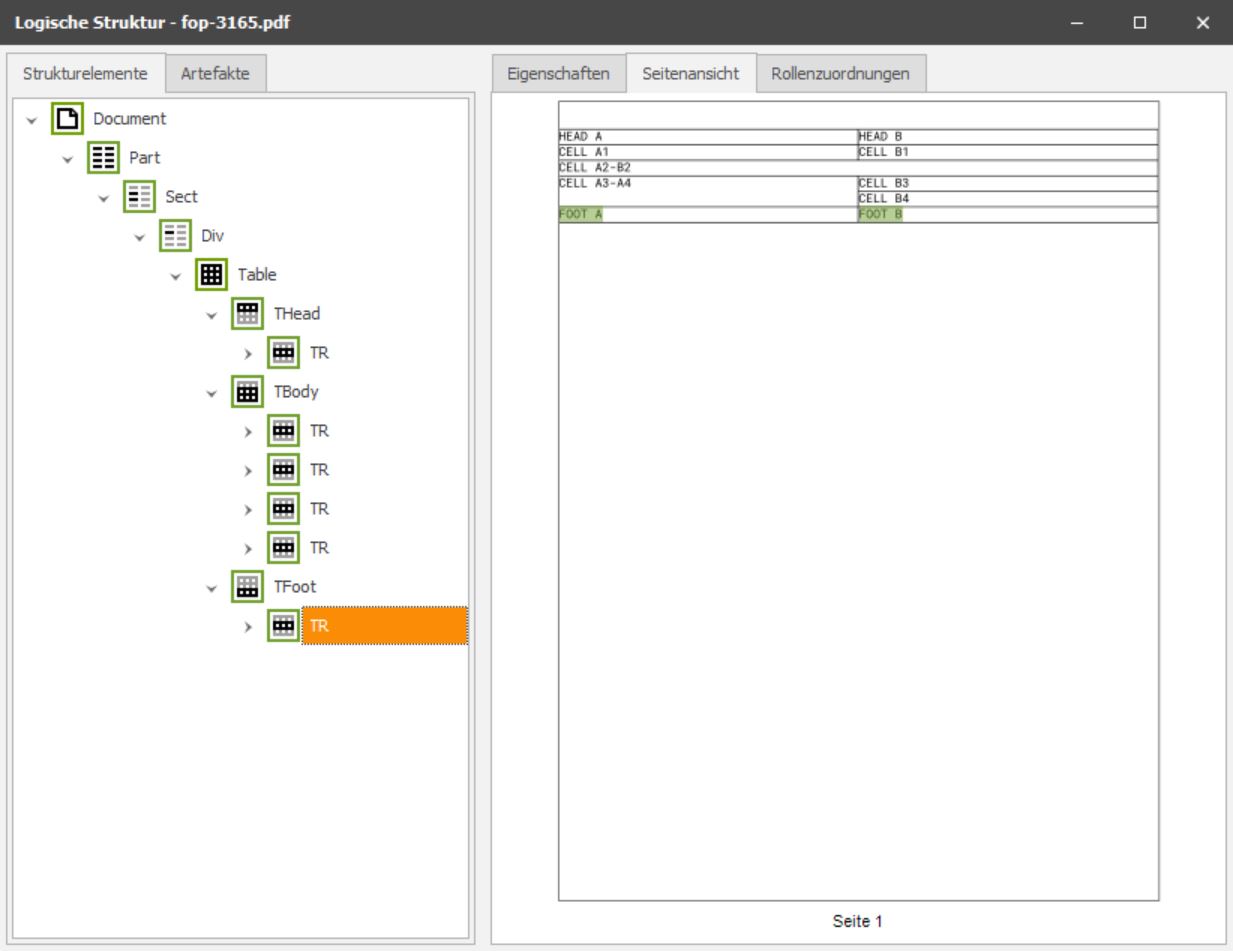 Logische Struktur - fop-3165.pdf
Strukturelemente Artefakte
Document
Part
Sect
Div
Table
THead
TR
TBody
TR
TR
TR
TR
TFoot
TR
Eigenschaften Seitenansicht Rollenzuordnungen
HEAD A HEAD B
CELL A1 CELL B1
CELL A2-B2
CELL A3-A4 CELL B3
CELL B4
FOOT A FOOT B
Seite 1